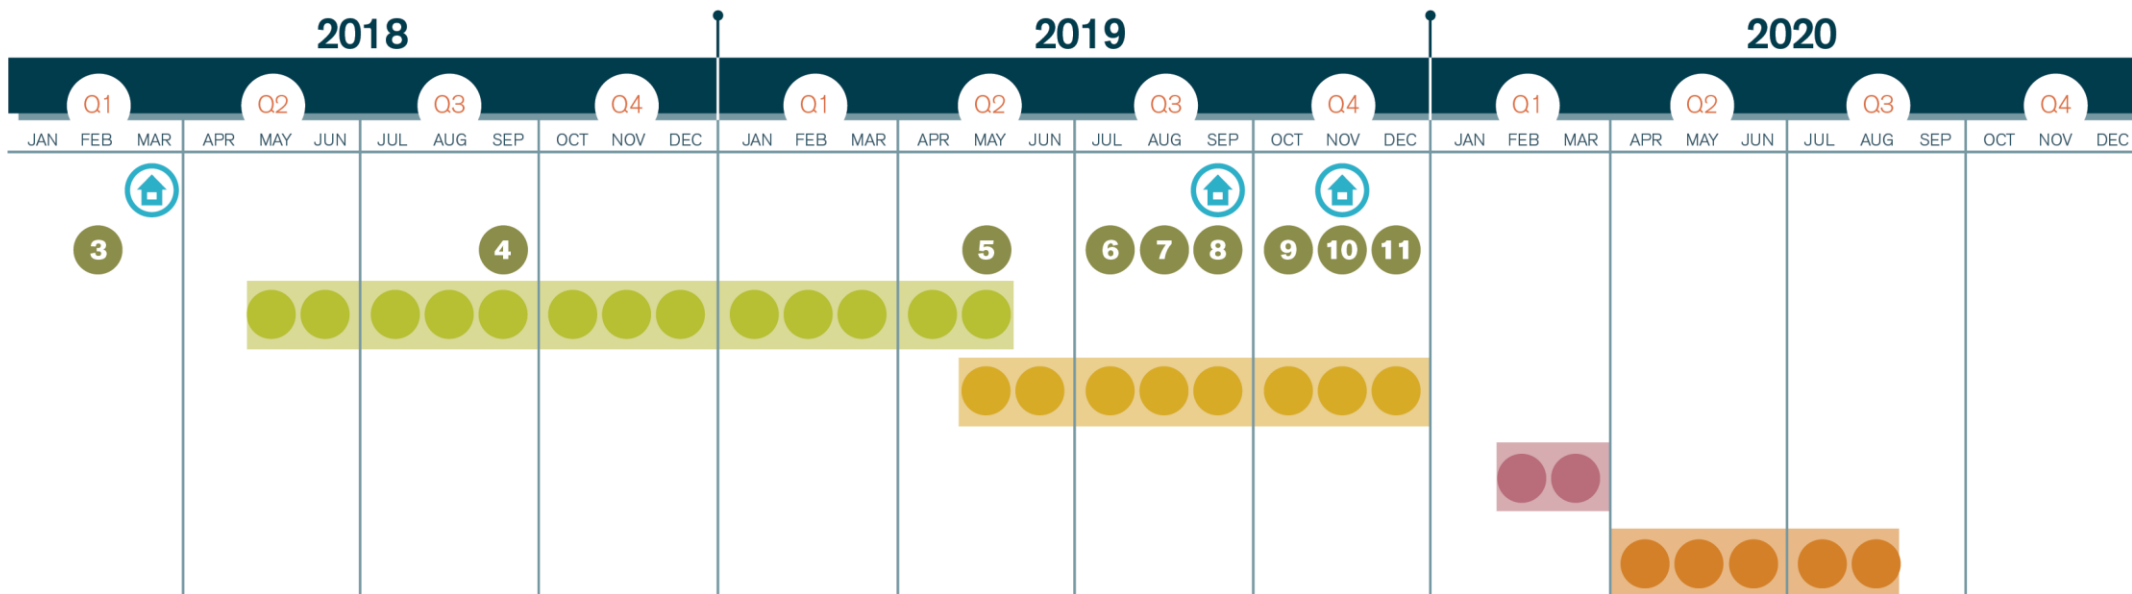 2018 2019 2020
Q1 Q2 Q3 Q4 Q1 Q2 Q3 Q4 Q1 Q2 Q3 Q4
JAN FEB MAR APR MAY JUN JUL AUG SEP OCT NOV DEC JAN FEB MAR APR MAY JUN JUL AUG SEP OCT NOV DEC JAN FEB MAR APR MAY JUN JUL AUG SEP OCT NOV DEC
3 4 5 6 7 8 9 10 11